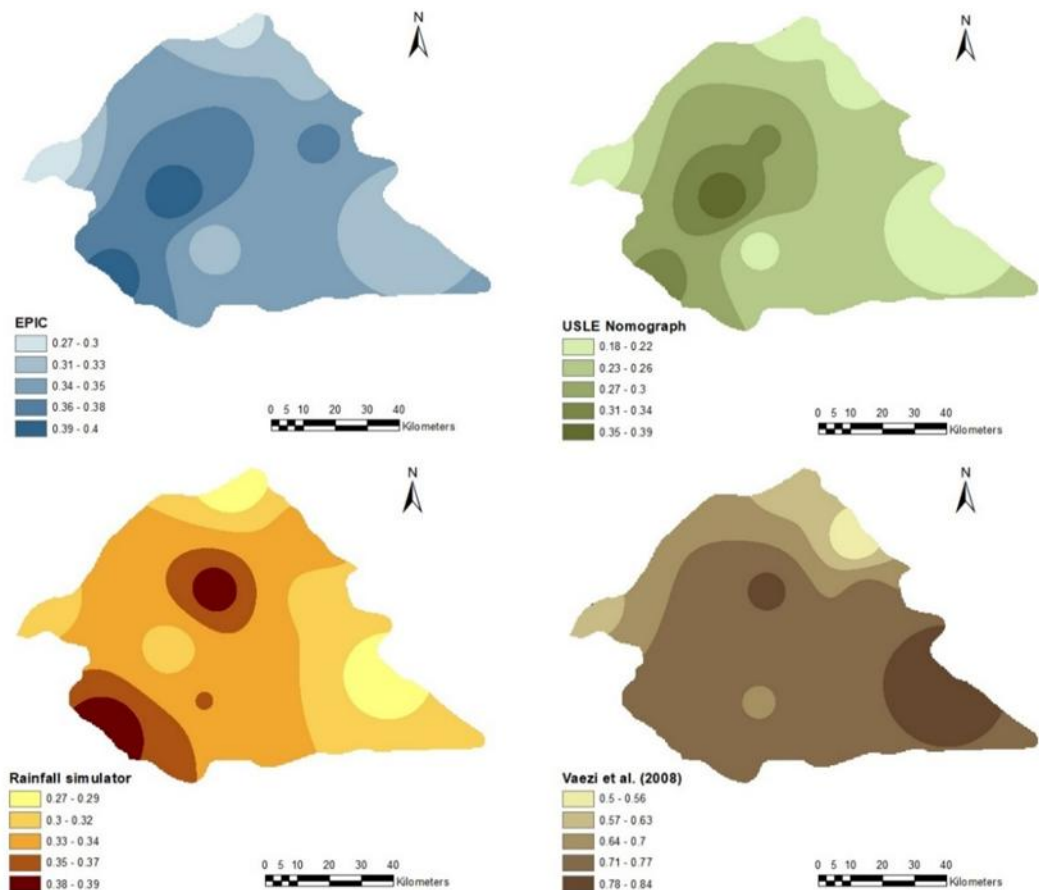 N
EPIC
0.27 - 0.3
0.31 - 0.33
0.34 - 0.35
0.36 - 0.38
0.39 - 0.4
0 5 10 20 30 40
Kilometers
N
USLE Nomograph
0.18 - 0.22
0.23 - 0.26
0.27 - 0.3
0.31 - 0.34
0.35 - 0.39
0 5 10 20 30 40
Kilometers
N
Rainfall simulator
0.27 - 0.29
0.3 - 0.32
0.33 - 0.34
0.35 - 0.37
0.38 - 0.39
0 5 10 20 30 40
Kilometers
N
Vaezi et al. (2008)
0.5 - 0.56
0.57 - 0.63
0.64 - 0.7
0.71 - 0.77
0.78 - 0.84
0 5 10 20 30 40
Kilometers